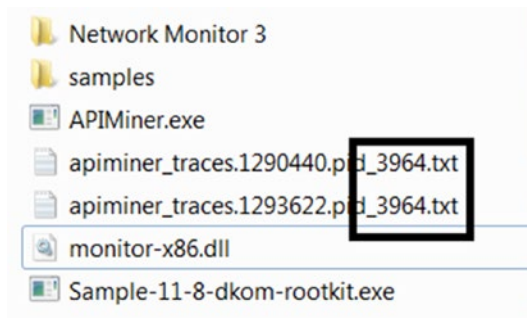 Network Monitor 3
samples
APIMiner.exe
apiminer_traces.1290440.pid_3964.txt
apiminer_traces.1293622.pid_3964.txt
monitor-x86.dll
Sample-11-8-dkom-rootkit.exe